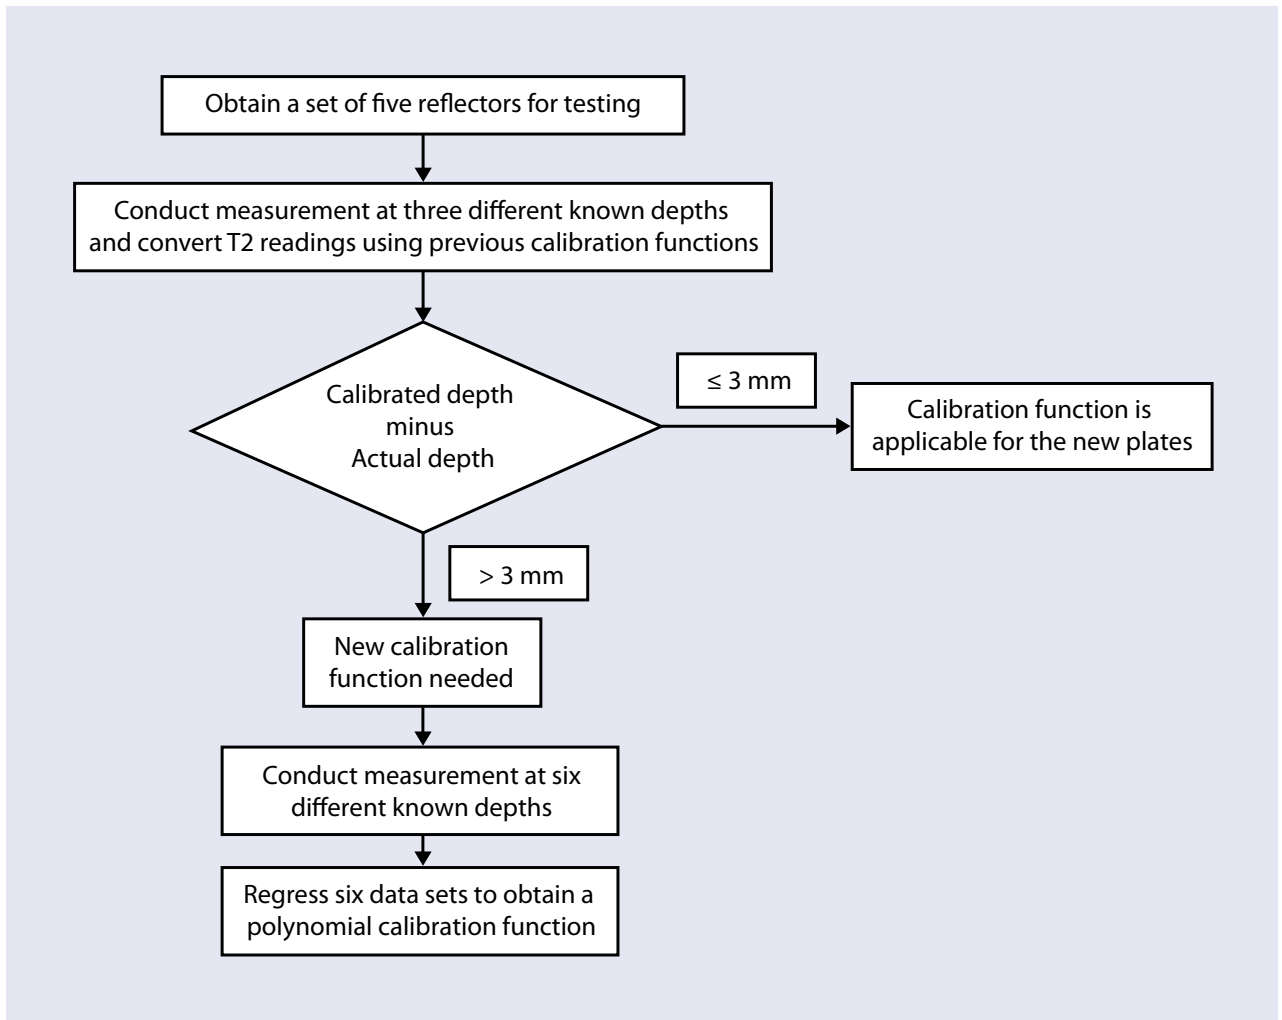 Obtain a set of five reflectors for testing
Conduct measurement at three different known depths
and convert T2 readings using previous calibration functions
Calibrated depth
minus
Actual depth
≤ 3 mm
Calibration function is
applicable for the new plates
> 3 mm
New calibration
function needed
Conduct measurement at six
different known depths
Regress six data sets to obtain a
polynomial calibration function